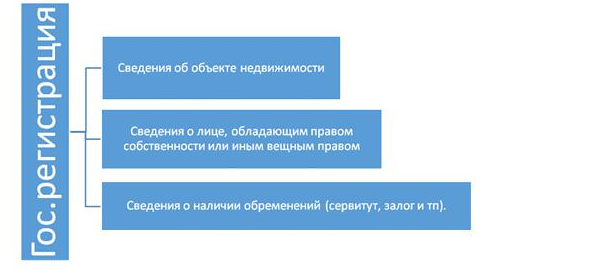 Гос.регистрация
Сведения об объекте недвижимости
Сведения о лице, обладающим правом
собственности или иным вещным правом
Сведения о наличии обременений (сервитут, залог и тп).